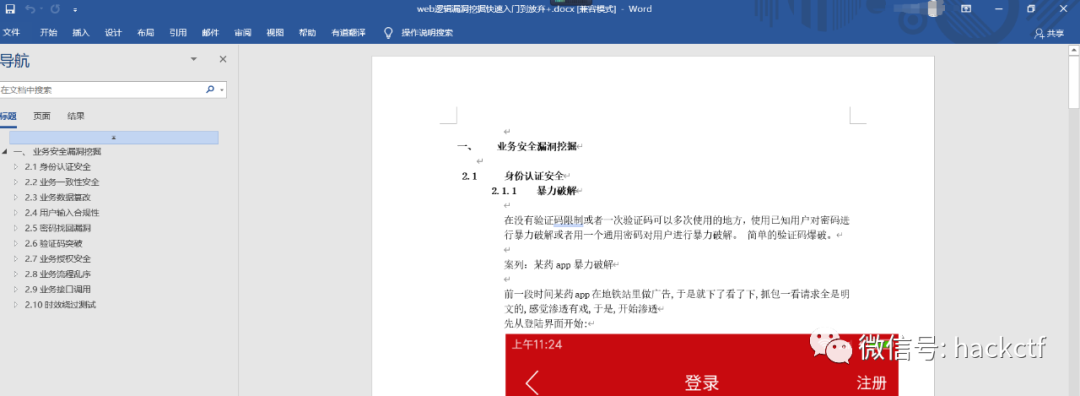 web逻辑漏洞挖掘快速入门到放弃+.docx [兼容模式] - Word
文件 开始 插入 设计 布局 引用 邮件 审阅 视图 帮助 有道翻译 操作说明搜索 共享
导航
在文档中搜索
标题 页面 结果
一、 业务安全漏洞挖掘
2.1 身份认证安全
2.2 业务一致性安全
2.3 业务数据篡改
2.4 用户输入合规性
2.5 密码找回漏洞
2.6 验证码突破
2.7 业务授权安全
2.8 业务流程乱序
2.9 业务接口调用
2.10 时效绕过测试
一、 业务安全漏洞挖掘
2.1 身份认证安全
2.1.1 暴力破解
在没有验证码限制或者一次验证码可以多次使用的地方，使用已知用户对密码进
行暴力破解或者用一个通用密码对用户进行暴力破解。 简单的验证码爆破。
案列：某药 app 暴力破解
前一段时间某药 app 在地铁站里做广告,于是就下了看了下,抓包一看请求全是明
文的,感觉渗透有戏,于是,开始渗透
先从登陆界面开始:
上午11:24
登录 注册
微信号: hackctf